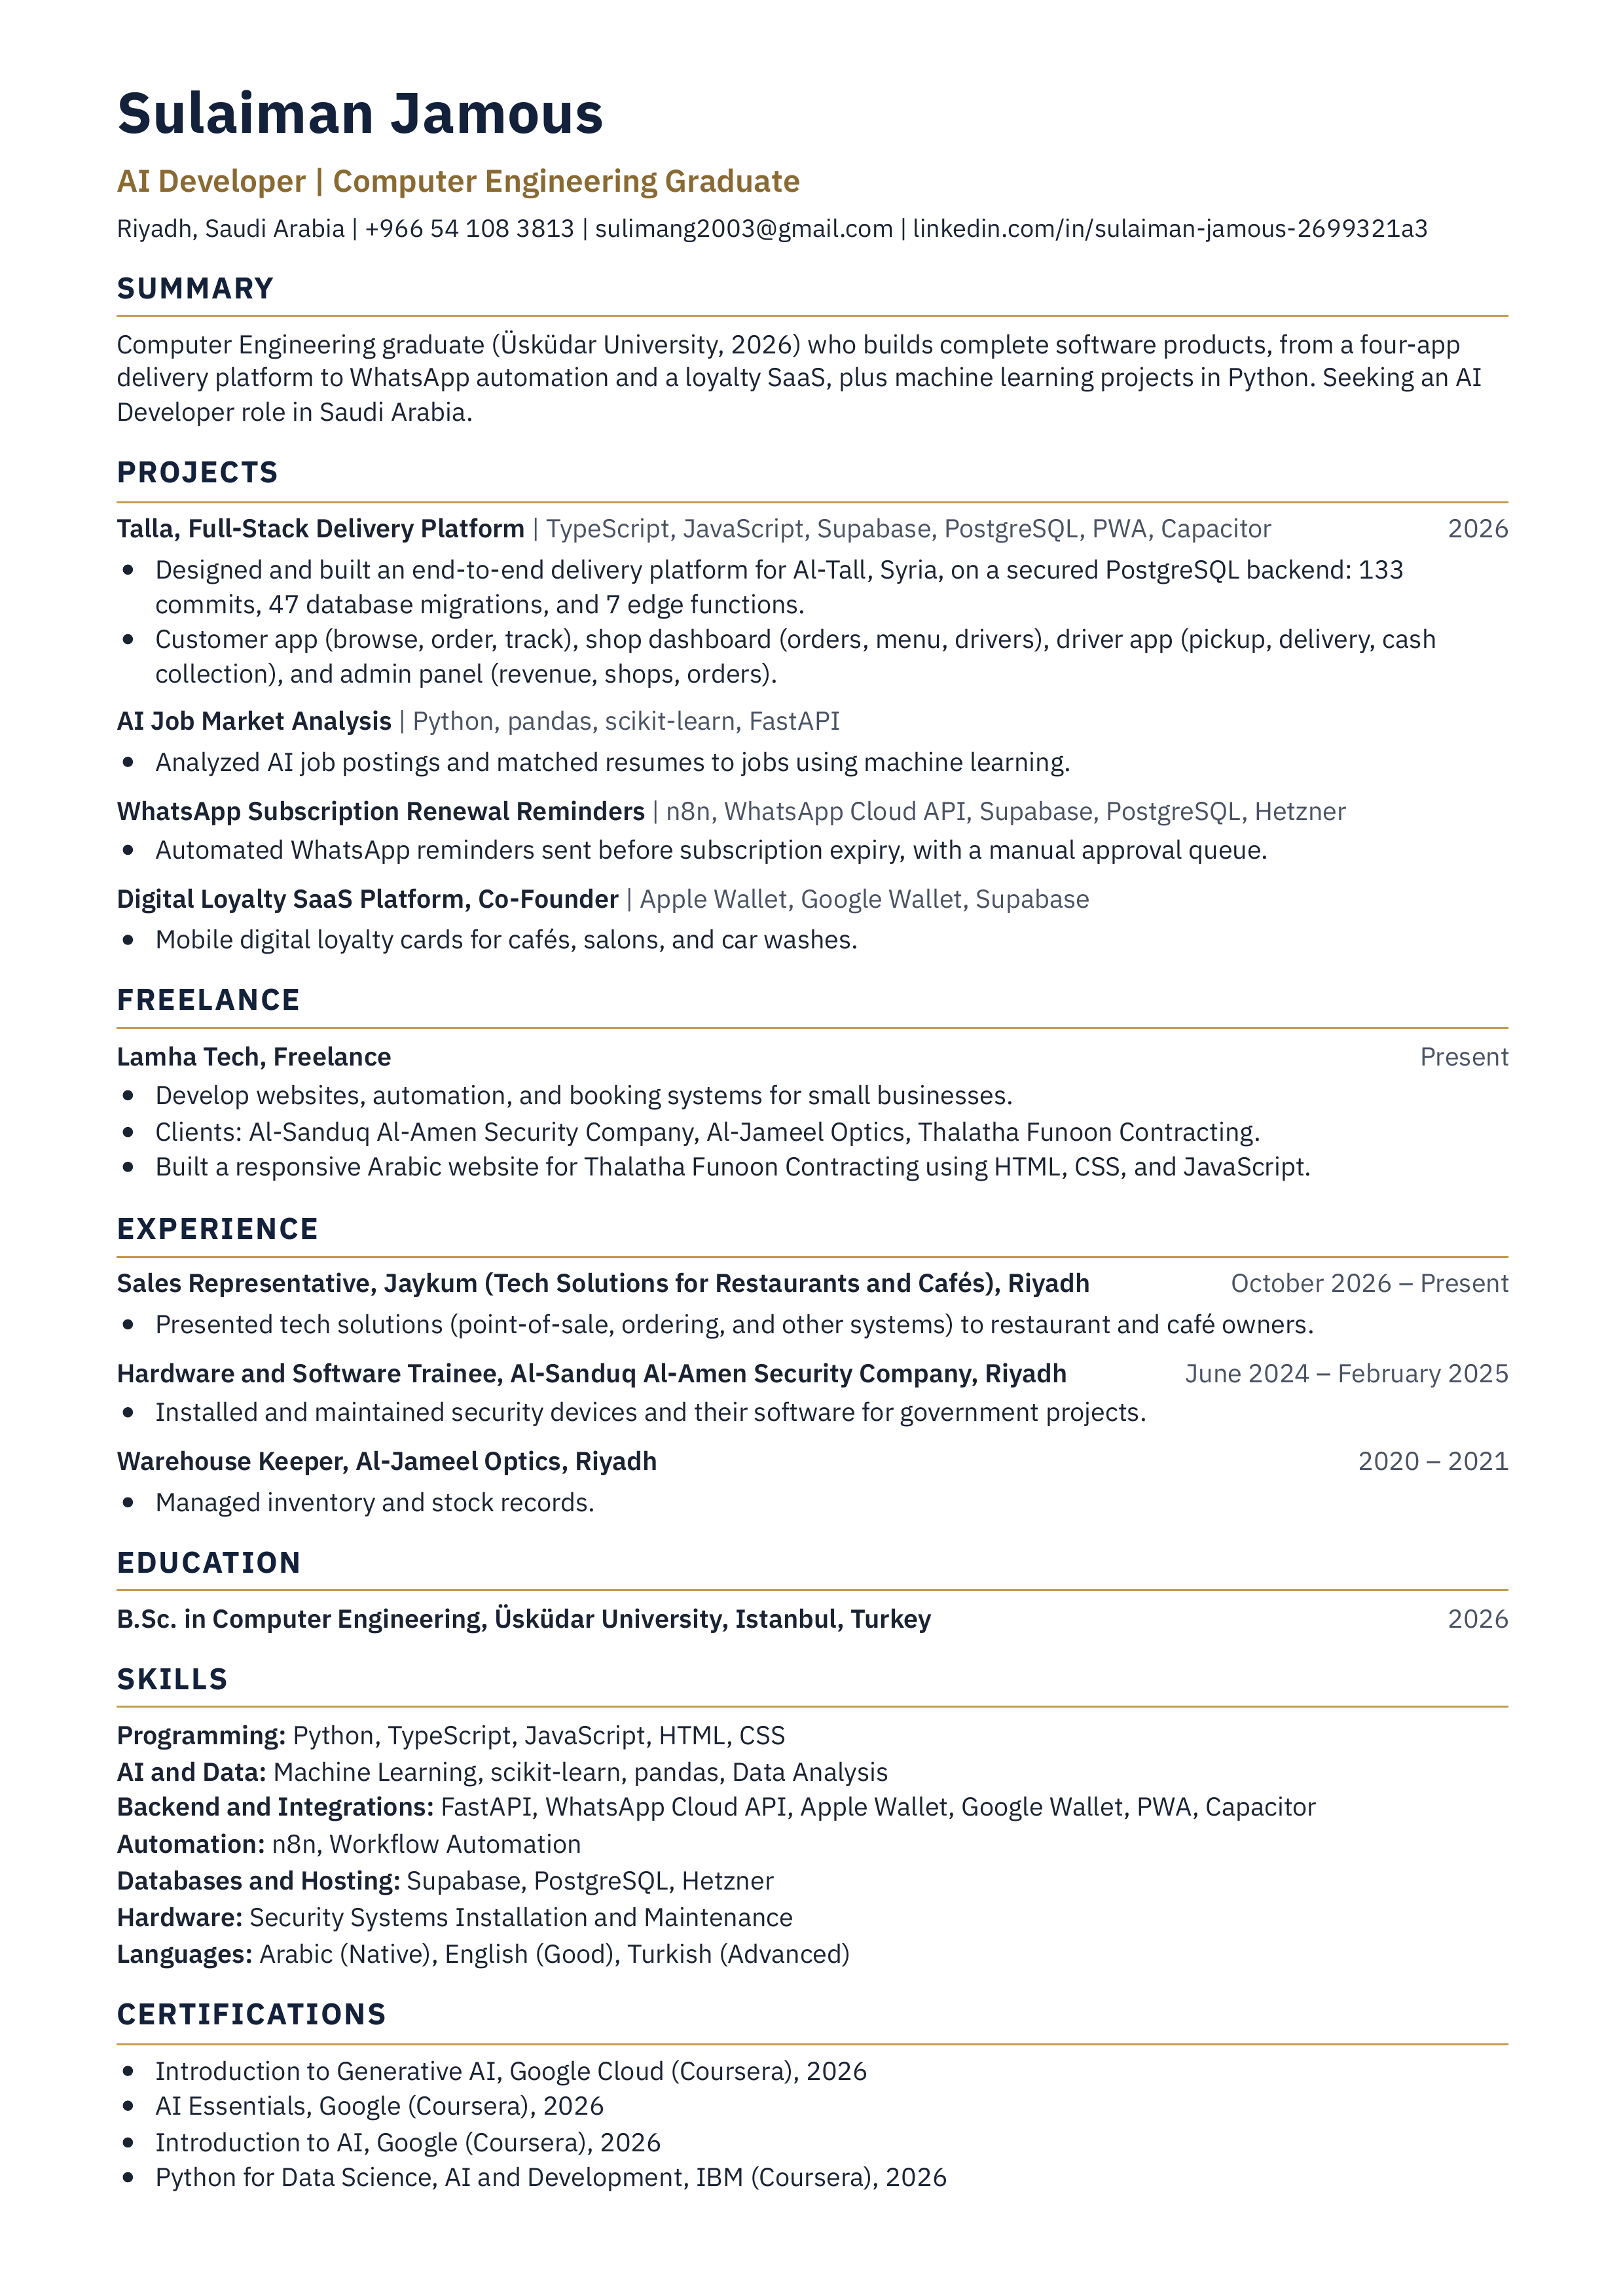 Sulaiman Jamous
AI Developer | Computer Engineering Graduate
Riyadh, Saudi Arabia | +966 54 108 3813 | sulimang2003@gmail.com | linkedin.com/in/sulaiman-jamous-2699321a3
SUMMARY
Computer Engineering graduate (Üsküdar University, 2026) who builds complete software products, from a four-app
delivery platform to WhatsApp automation and a loyalty SaaS, plus machine learning projects in Python. Seeking an AI
Developer role in Saudi Arabia.
PROJECTS
Talla, Full-Stack Delivery Platform | TypeScript, JavaScript, Supabase, PostgreSQL, PWA, Capacitor 2026
• Designed and built an end-to-end delivery platform for Al-Tall, Syria, on a secured PostgreSQL backend: 133
commits, 47 database migrations, and 7 edge functions.
• Customer app (browse, order, track), shop dashboard (orders, menu, drivers), driver app (pickup, delivery, cash
collection), and admin panel (revenue, shops, orders).
AI Job Market Analysis | Python, pandas, scikit-learn, FastAPI
• Analyzed AI job postings and matched resumes to jobs using machine learning.
WhatsApp Subscription Renewal Reminders | n8n, WhatsApp Cloud API, Supabase, PostgreSQL, Hetzner
• Automated WhatsApp reminders sent before subscription expiry, with a manual approval queue.
Digital Loyalty SaaS Platform, Co-Founder | Apple Wallet, Google Wallet, Supabase
• Mobile digital loyalty cards for cafés, salons, and car washes.
FREELANCE
Lamha Tech, Freelance Present
• Develop websites, automation, and booking systems for small businesses.
• Clients: Al-Sanduq Al-Amen Security Company, Al-Jameel Optics, Thalatha Funoon Contracting.
• Built a responsive Arabic website for Thalatha Funoon Contracting using HTML, CSS, and JavaScript.
EXPERIENCE
Sales Representative, Jaykum (Tech Solutions for Restaurants and Cafés), Riyadh October 2026 – Present
• Presented tech solutions (point-of-sale, ordering, and other systems) to restaurant and café owners.
Hardware and Software Trainee, Al-Sanduq Al-Amen Security Company, Riyadh June 2024 – February 2025
• Installed and maintained security devices and their software for government projects.
Warehouse Keeper, Al-Jameel Optics, Riyadh 2020 – 2021
• Managed inventory and stock records.
EDUCATION
B.Sc. in Computer Engineering, Üsküdar University, Istanbul, Turkey 2026
SKILLS
Programming: Python, TypeScript, JavaScript, HTML, CSS
AI and Data: Machine Learning, scikit-learn, pandas, Data Analysis
Backend and Integrations: FastAPI, WhatsApp Cloud API, Apple Wallet, Google Wallet, PWA, Capacitor
Automation: n8n, Workflow Automation
Databases and Hosting: Supabase, PostgreSQL, Hetzner
Hardware: Security Systems Installation and Maintenance
Languages: Arabic (Native), English (Good), Turkish (Advanced)
CERTIFICATIONS
• Introduction to Generative AI, Google Cloud (Coursera), 2026
• AI Essentials, Google (Coursera), 2026
• Introduction to AI, Google (Coursera), 2026
• Python for Data Science, AI and Development, IBM (Coursera), 2026